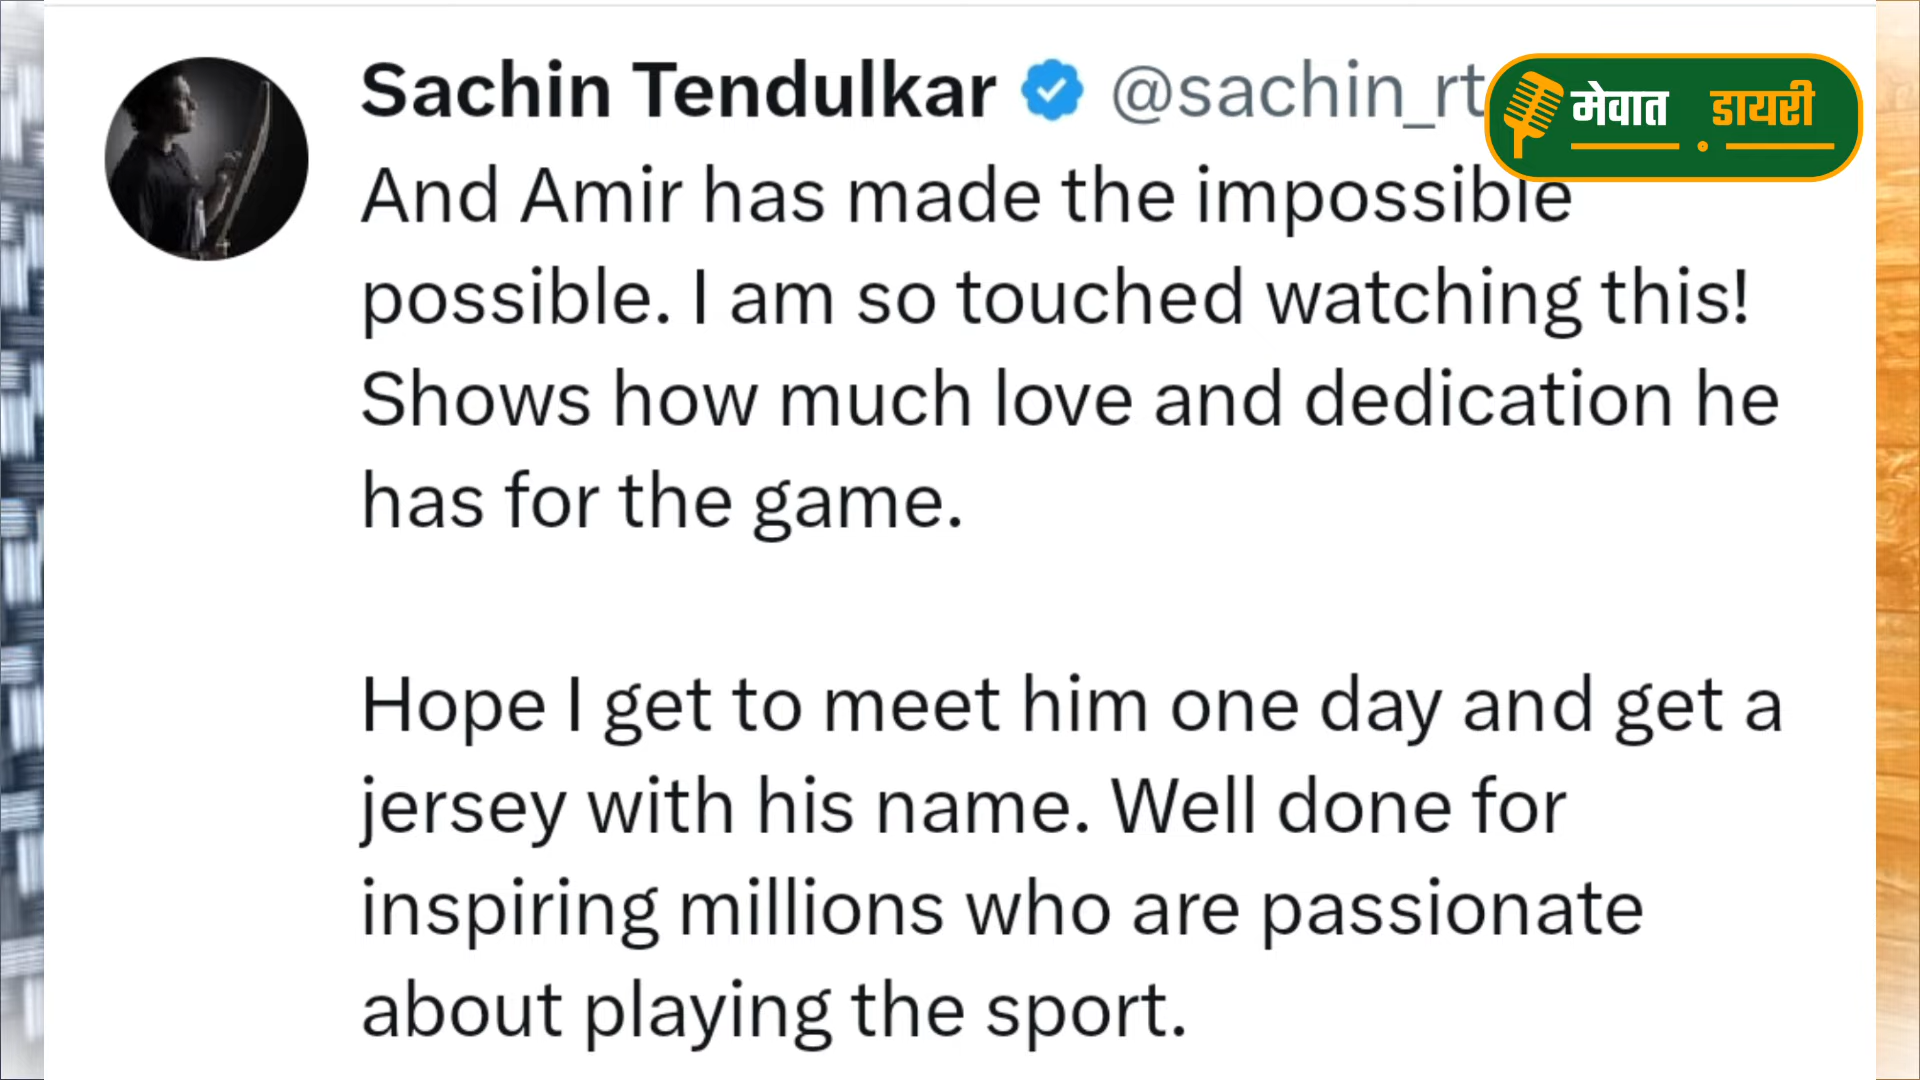 Sachin Tendulkar @sachin_rt
मेवात डायरी
And Amir has made the impossible
possible. I am so touched watching this!
Shows how much love and dedication he
has for the game.
Hope I get to meet him one day and get a
jersey with his name. Well done for
inspiring millions who are passionate
about playing the sport.